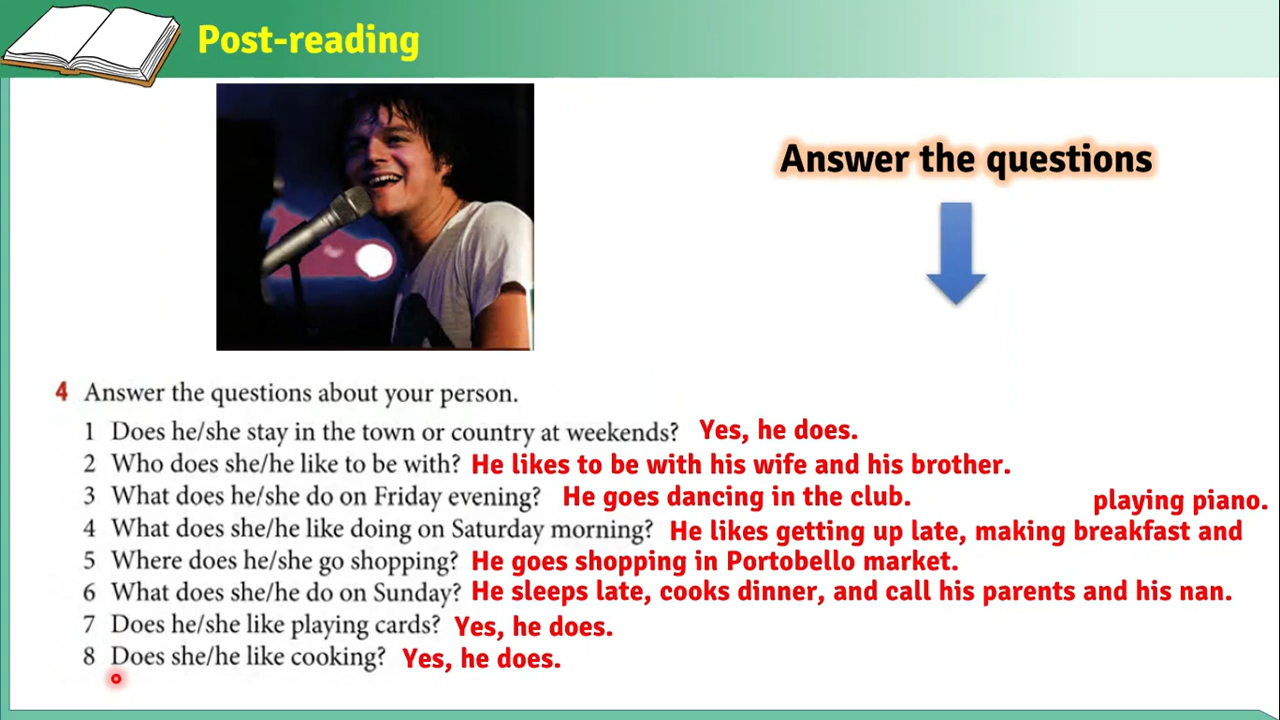 Post-reading
Answer the questions
4 Answer the questions about your person.
1 Does he/she stay in the town or country at weekends? Yes, he does.
2 Who does she/he like to be with? He likes to be with his wife and his brother.
3 What does he/she do on Friday evening? He goes dancing in the club.
4 What does she/he like doing on Saturday morning? He likes getting up late, making breakfast and
playing piano.
5 Where does he/she go shopping? He goes shopping in Portobello market.
6 What does she/he do on Sunday? He sleeps late, cooks dinner, and call his parents and his nan.
7 Does he/she like playing cards? Yes, he does.
8 Does she/he like cooking? Yes, he does.